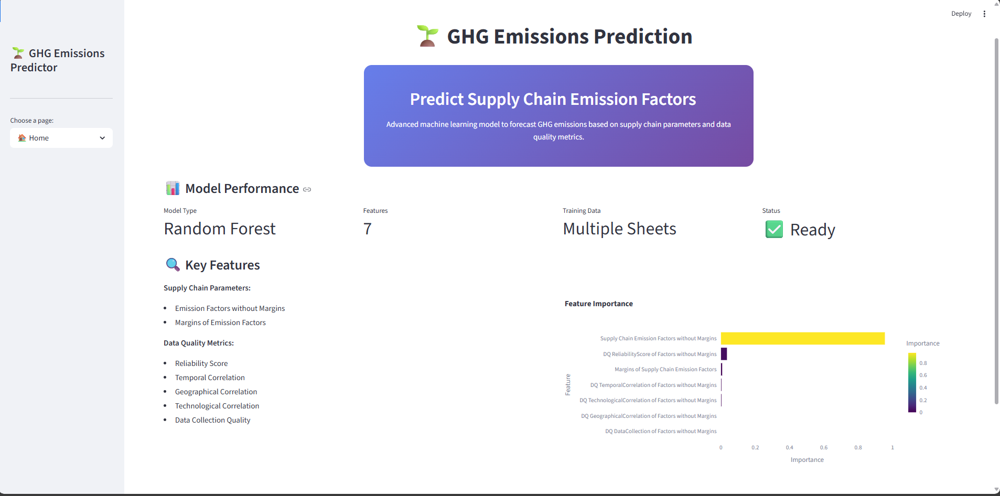 Deploy
GHG Emissions
Predictor
Choose a page:
Home
GHG Emissions Prediction
Predict Supply Chain Emission Factors
Advanced machine learning model to forecast GHG emissions based on supply chain parameters and data
quality metrics.
Model Performance
Model Type
Random Forest
Features
7
Training Data
Multiple Sheets
Status
Ready
Key Features
Supply Chain Parameters:
Emission Factors without Margins
Margins of Emission Factors
Data Quality Metrics:
Reliability Score
Temporal Correlation
Geographical Correlation
Technological Correlation
Data Collection Quality
Feature Importance
Feature
Supply Chain Emission Factors without Margins
DQ ReliabilityScore of Factors without Margins
Margins of Supply Chain Emission Factors
DQ TemporalCorrelation of Factors without Margins
DQ TechnologicalCorrelation of Factors without Margins
DQ GeographicalCorrelation of Factors without Margins
DQ DataCollection of Factors without Margins
0 0.2 0.4 0.6 0.8 1
Importance
Importance
0.8
0.6
0.4
0.2
0